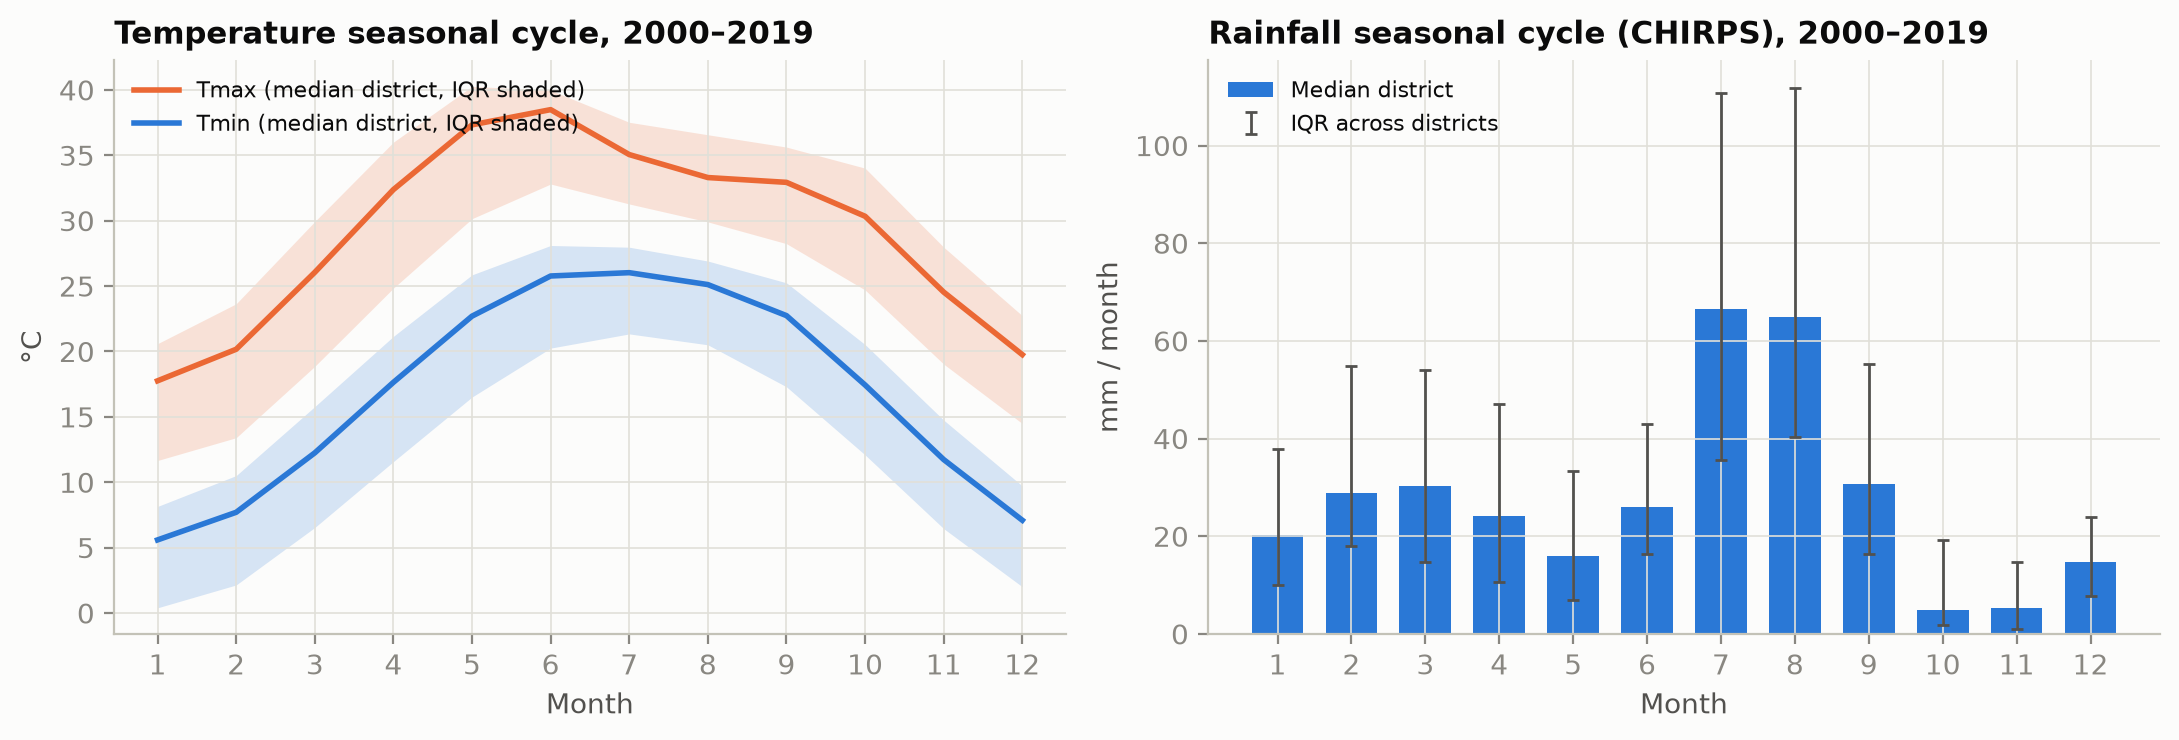 Temperature seasonal cycle, 2000–2019
Tmax (median district, IQR shaded)
Tmin (median district, IQR shaded)
40
35
30
25
20
15
10
5
0
°C
1 2 3 4 5 6 7 8 9 10 11 12
Month
Rainfall seasonal cycle (CHIRPS), 2000–2019
Median district
IQR across districts
100
80
60
40
20
0
mm / month
1 2 3 4 5 6 7 8 9 10 11 12
Month